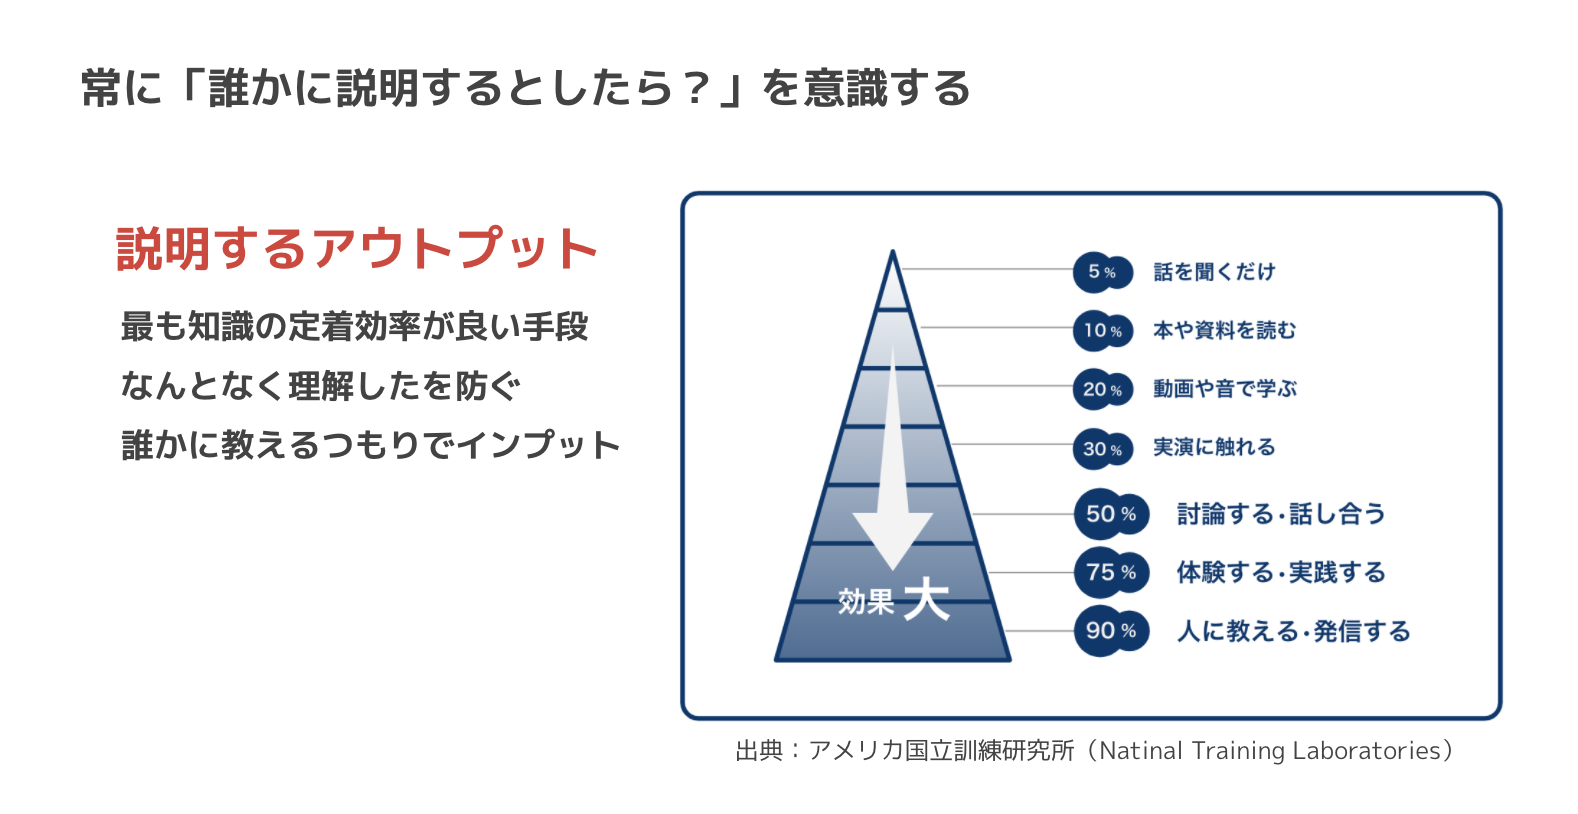 常に「誰かに説明するとしたら？」を意識する
説明するアウトプット
最も知識の定着効率が良い手段
なんとなく理解したを防ぐ
誰かに教えるつもりでインプット
5% 話を聞くだけ
10% 本や資料を読む
20% 動画や音で学ぶ
30% 実演に触れる
50% 討論する・話し合う
75% 体験する・実践する
90% 人に教える・発信する
効果 大
出典：アメリカ国立訓練研究所（Natinal Training Laboratories）